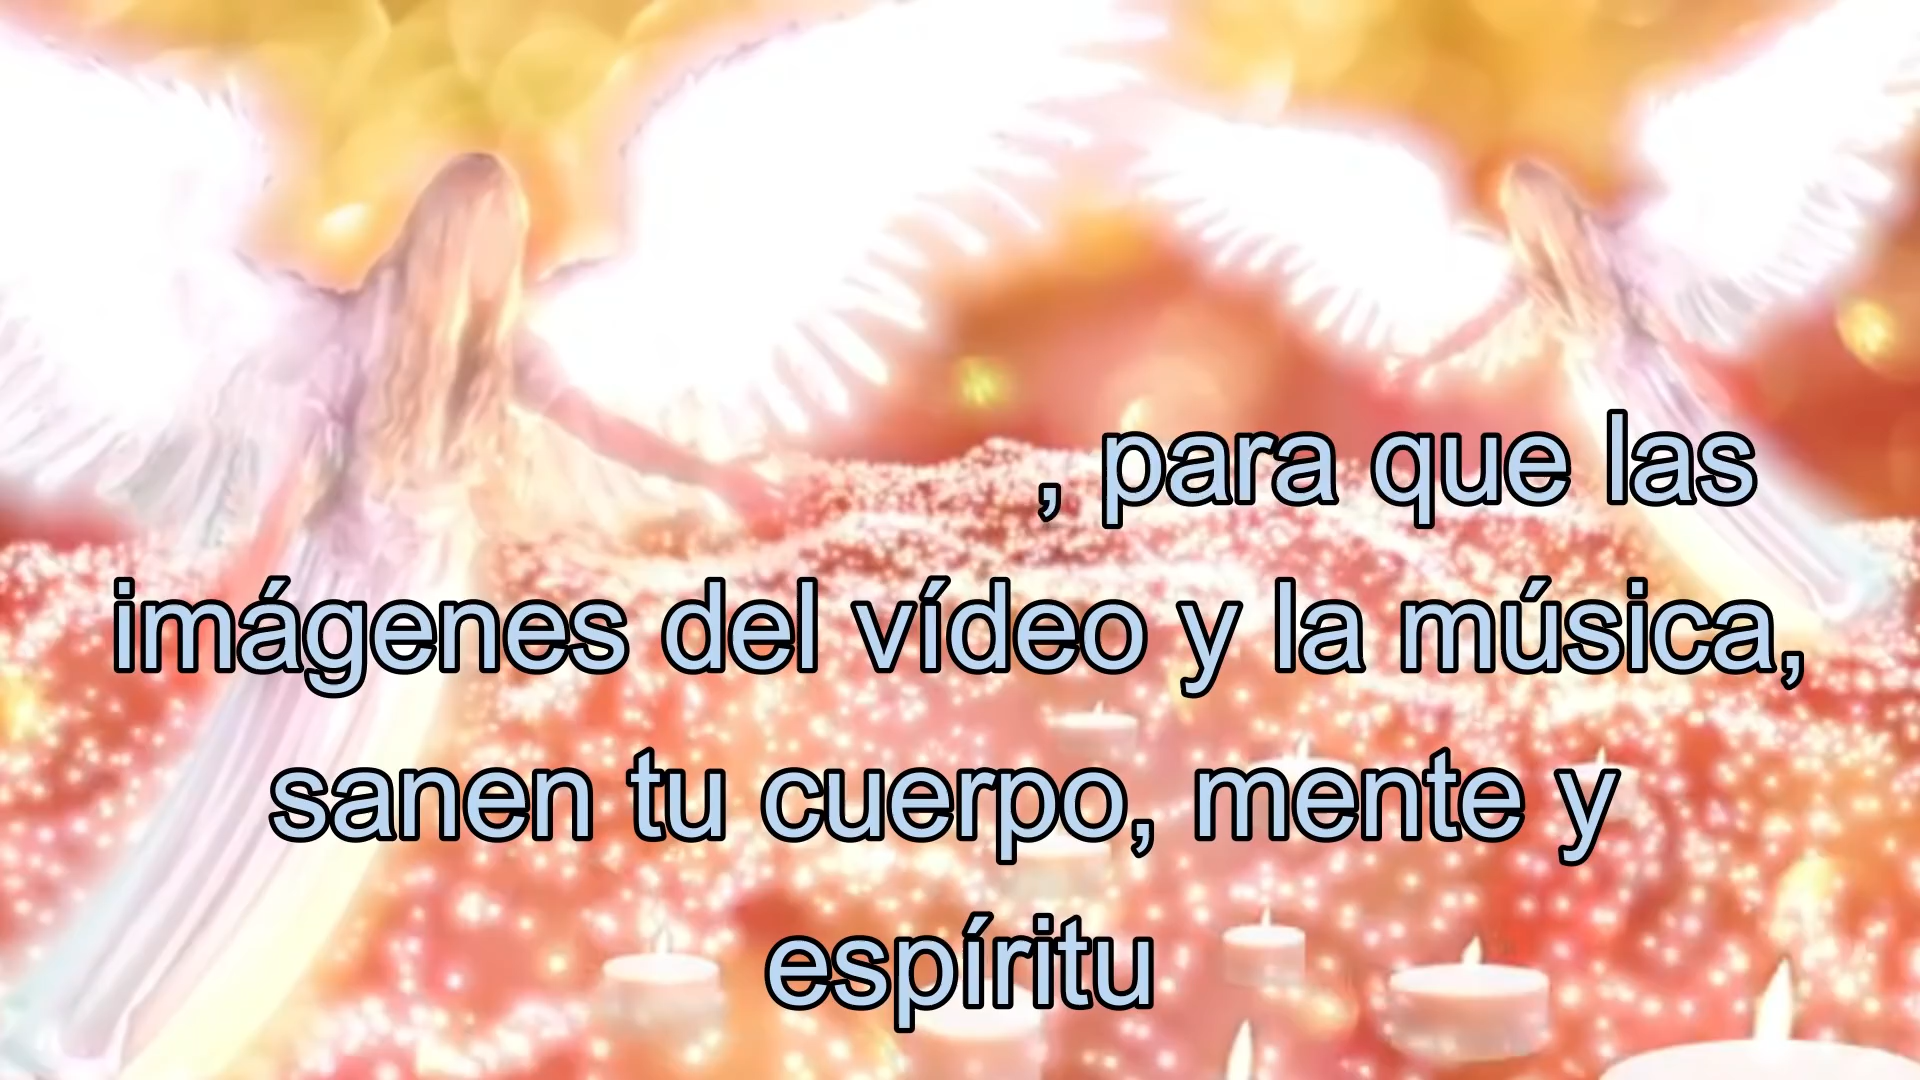 , para que las
imágenes del vídeo y la música,
sanen tu cuerpo, mente y
espíritu